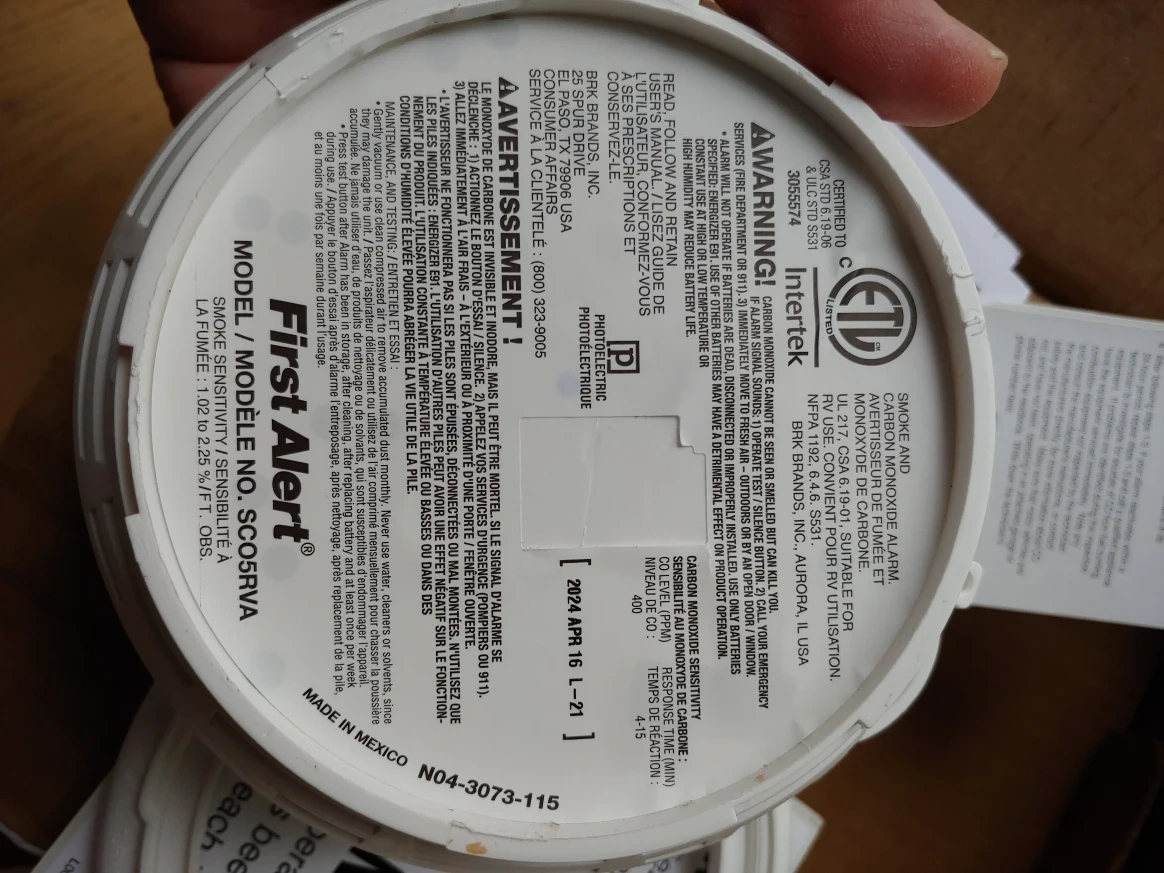 CERTIFIED TO
CSA STD 6.19-06
& ULC STD S531
3055574
C
ETL
CM
LISTED
Intertek
SMOKE AND
CARBON MONOXIDE ALARM.
AVERTISSEUR DE FUMÉE ET
MONOXYDE DE CARBONE.
UL 217, CSA 6.19-01, SUITABLE FOR
RV USE. CONVIENT POUR RV UTILISATION.
NFPA 1192, 6.4.6. S531.
BRK BRANDS, INC., AURORA, IL USA
WARNING!
CARBON MONOXIDE CANNOT BE SEEN OR SMELLED BUT CAN KILL YOU.
IF ALARM SIGNAL SOUNDS: 1) OPERATE TEST / SILENCE BUTTON. 2) CALL YOUR EMERGENCY
SERVICES (FIRE DEPARTMENT OR 911). 3) IMMEDIATELY MOVE TO FRESH AIR – OUTDOORS OR BY AN OPEN DOOR / WINDOW.
• ALARM WILL NOT OPERATE IF BATTERIES ARE DEAD, DISCONNECTED OR IMPROPERLY INSTALLED. USE ONLY BATTERIES
SPECIFIED: ENERGIZER E91. USE OF OTHER BATTERIES MAY HAVE A DETRIMENTAL EFFECT ON PRODUCT OPERATION.
CONSTANT USE AT HIGH OR LOW TEMPERATURE OR
HIGH HUMIDITY MAY REDUCE BATTERY LIFE.
READ, FOLLOW AND RETAIN
USER'S MANUAL. / LISEZ GUIDE DE
L'UTILISATEUR, CONFORMEZ-VOUS
À SES PRESCRIPTIONS ET
CONSERVEZ-LE.
BRK BRANDS, INC.
25 SPUR DRIVE
EL PASO, TX 79906 USA
CONSUMER AFFAIRS
SERVICE À LA CLIENTELÉ : (800) 323-9005
P
PHOTOELECTRIC
PHOTOÉLECTRIQUE
CARBON MONOXIDE SENSITIVITY
SENSIBILITÉ AU MONOXYDE DE CARBONE :
CO LEVEL (PPM) RESPONSE TIME (MIN)
NIVEAU DE CO : TEMPS DE RÉACTION :
400 4-15
[ 2024 APR 16 L-21 ]
AVERTISSEMENT !
LE MONOXYDE DE CARBONE EST INVISIBLE ET INODORE, MAIS IL PEUT ÊTRE MORTEL. SI LE SIGNAL D'ALARME SE
DÉCLENCHE : 1) ACTIONNEZ LE BOUTON D'ESSAI / SILENCE. 2) APPELEZ VOS SERVICES D'URGENCE (POMPIERS OU 911).
3) ALLEZ IMMÉDIATEMENT À L'AIR FRAIS – À L'EXTÉRIEUR OU À PROXIMITÉ D'UNE PORTE / FENÊTRE OUVERTE.
• L'AVERTISSEUR NE FONCTIONNERA PAS SI LES PILES SONT ÉPUISÉES, DÉCONNECTÉES OU MAL MONTÉES. N'UTILISEZ QUE
LES PILES INDIQUÉES : ENERGIZER E91. L'UTILISATION D'AUTRES PILES PEUT AVOIR UNE EFFET NÉGATIF SUR LE FONCTION-
NEMENT DU PRODUIT. L'UTILISATION CONSTANTE À TEMPÉRATURE ÉLEVÉE OU BASSES OU DANS DES
CONDITIONS D'HUMIDITÉ ÉLEVÉE POURRA ABRÉGER LA VIE UTILE DE LA PILE.
MAINTENANCE, AND TESTING / ENTRETIEN ET ESSAI :
• Gently vacuum or use clean compressed air to remove accumulated dust monthly. Never use water, cleaners or solvents, since
they may damage the unit. / Passez l'aspirateur délicatement ou utilisez de l'air comprimé mensuellement pour chasser la poussière
accumulée. Ne jamais utiliser d'eau, de produits de nettoyage ou de solvants, qui sont susceptibles d'endommager l'appareil.
• Press test button after Alarm has been in storage, after cleaning, after replacing battery and at least once per week
during use. / Appuyer le bouton d'essai après d'alarme l'entreposage, après nettoyage, après replacement de la pile,
et au moins une fois par semaine durant l'usage.
First Alert®
MODEL / MODÈLE NO. SCO5RVA
SMOKE SENSITIVITY / SENSIBILITÉ À
LA FUMÉE : 1.02 to 2.25 % / FT. OBS.
MADE IN MEXICO
N04-3073-115
bee
each